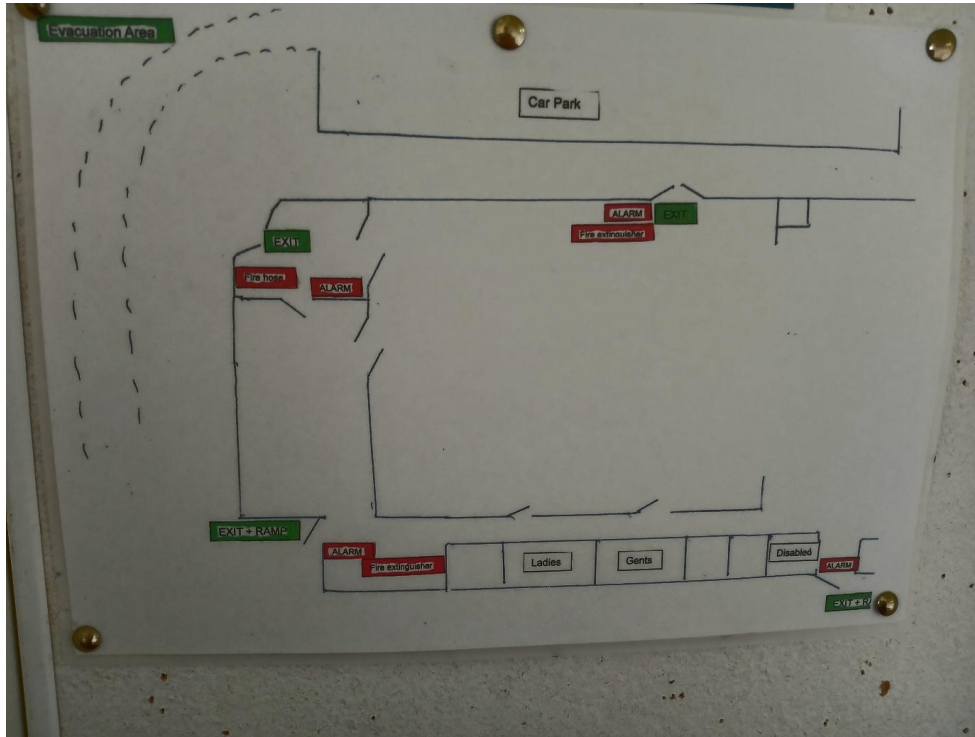 Evacuation Area
Car Park
ALARM
EXIT
Fire extinguisher
EXIT
Fire hose
ALARM
EXIT + RAMP
ALARM
Fire extinguisher
Ladies
Gents
Disabled
ALARM
EXIT + R